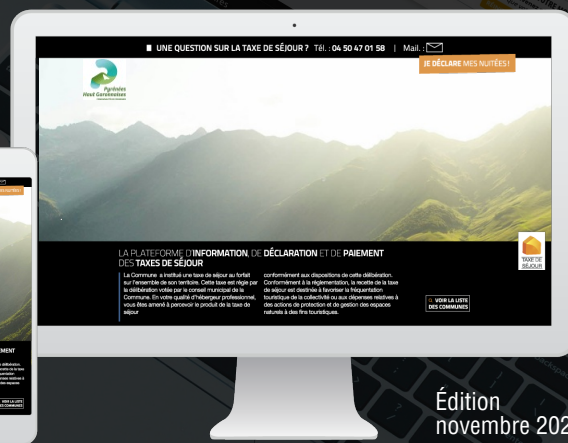 UNE QUESTION SUR LA TAXE DE SÉJOUR ? Tél. : 04 50 47 01 58 | Mail. :
JE DÉCLARE MES NUITÉES !
Pyrénées
Haut Garonnaises
LA PLATEFORME D'INFORMATION, DE DÉCLARATION ET DE PAIEMENT
DES TAXES DE SÉJOUR
La Commune a institué une taxe de séjour au forfait
sur l'ensemble de son territoire. Cette taxe est régie par
la délibération votée par le conseil municipal de la
Commune. En votre qualité d'hébergeur professionnel,
vous êtes amené à percevoir le produit de la taxe de
séjour
conformément aux dispositions de cette délibération.
Conformément à la réglementation, la recette de la taxe
de séjour est destinée à favoriser la fréquentation
touristique de la collectivité ou aux dépenses relatives à
des actions de protection et de gestion des espaces
naturels à des fins touristiques.
TAXE DE
SÉJOUR
VOIR LA LISTE
DES COMMUNES
VOIR LA LISTE
DES COMMUNES
Édition
novembre 202